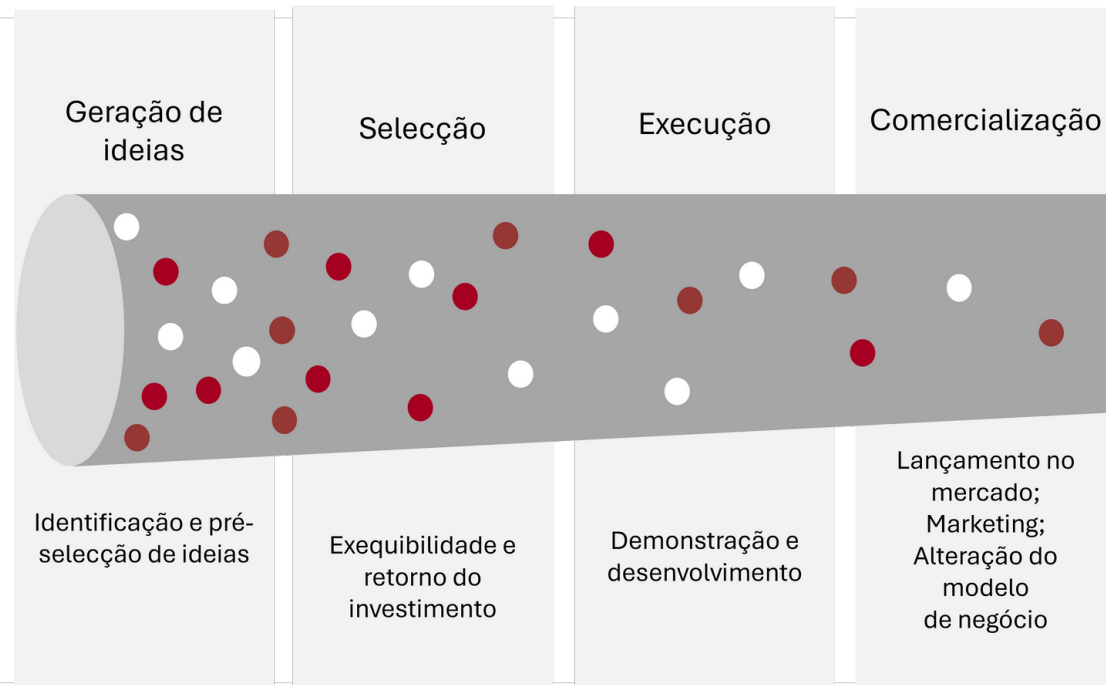 Geração de
ideias
Selecção
Execução
Comercialização
Identificação e pré-
selecção de ideias
Exequibilidade e
retorno do
investimento
Demonstração e
desenvolvimento
Lançamento no
mercado;
Marketing;
Alteração do
modelo
de negócio